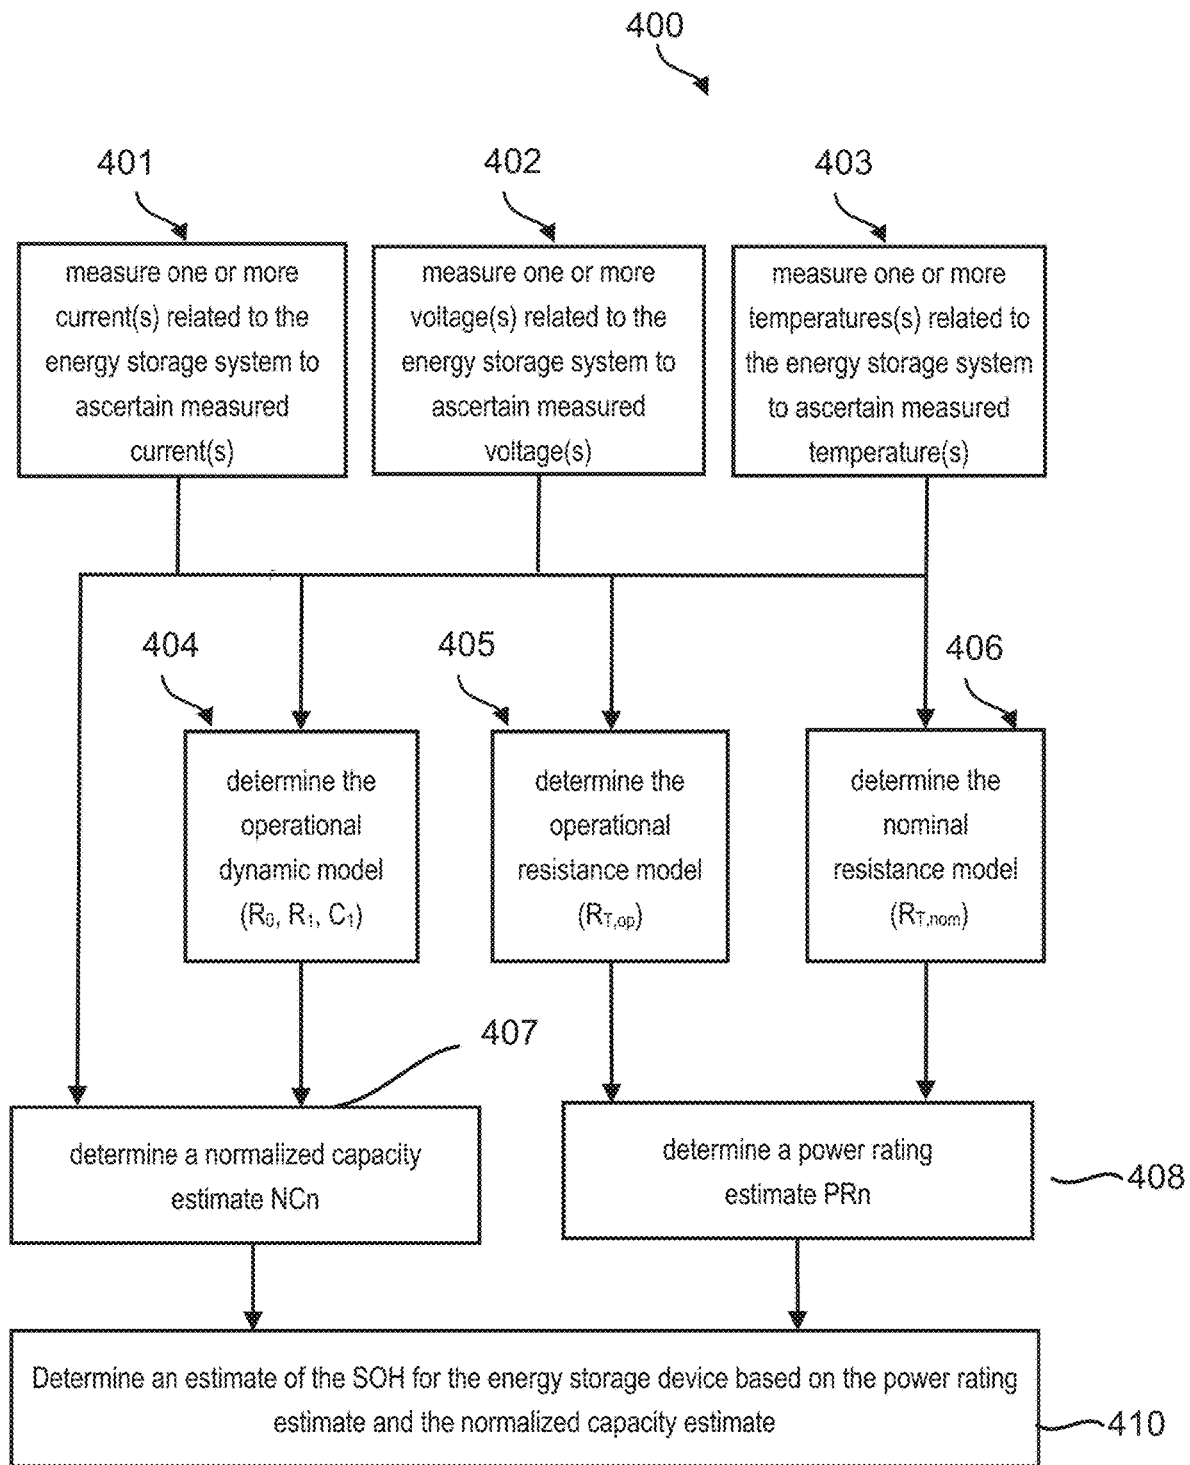 400
401
402
403
measure one or more
current(s) related to the
energy storage system to
ascertain measured
current(s)
measure one or more
voltage(s) related to the
energy storage system to
ascertain measured
voltage(s)
measure one or more
temperatures(s) related to
the energy storage system
to ascertain measured
temperature(s)
404
405
406
determine the
operational
dynamic model
(R₀, R₁, C₁)
determine the
operational
resistance model
(R_T,op)
determine the
nominal
resistance model
(R_T,nom)
407
determine a normalized capacity
estimate NCn
determine a power rating
estimate PRn
408
Determine an estimate of the SOH for the energy storage device based on the power rating
estimate and the normalized capacity estimate
410